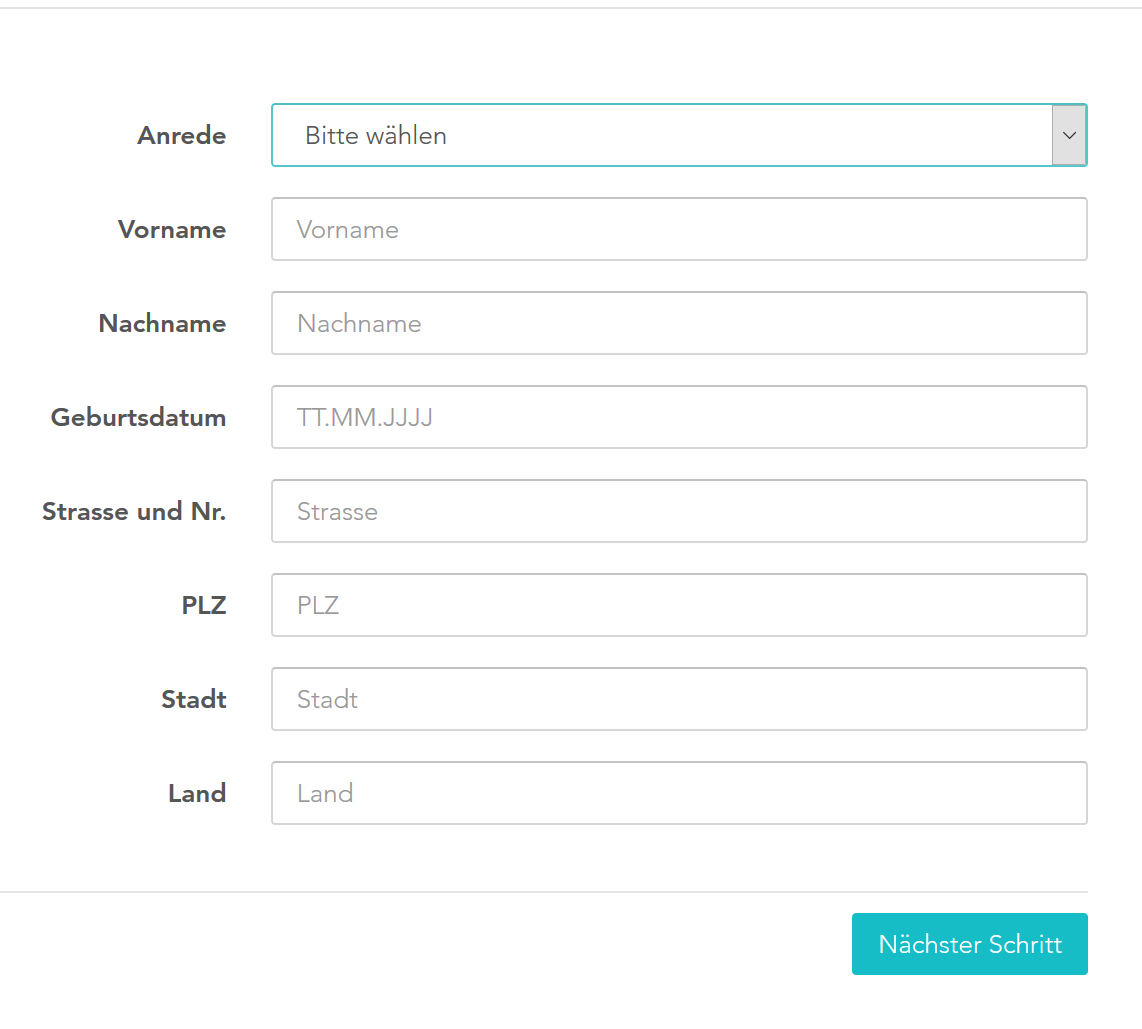 Anrede Bitte wählen
Vorname Vorname
Nachname Nachname
Geburtsdatum TT.MM.JJJJ
Strasse und Nr. Strasse
PLZ PLZ
Stadt Stadt
Land Land
Nächster Schritt